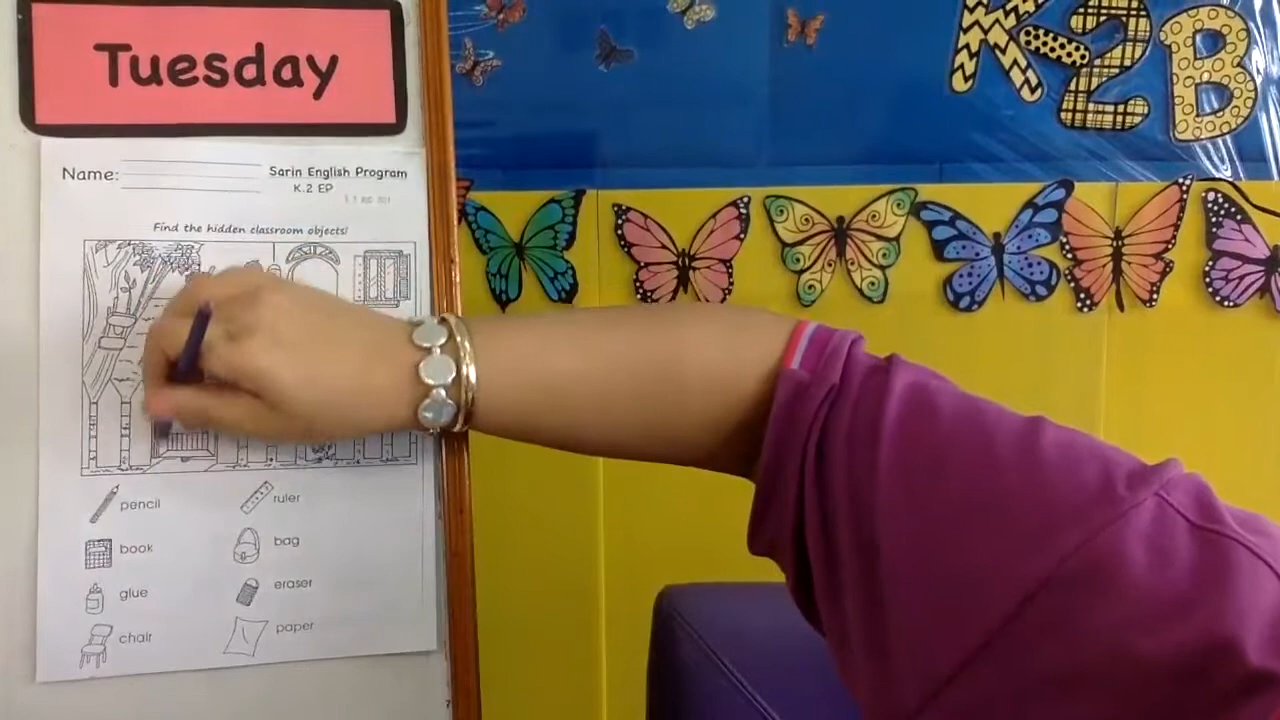 Tuesday
K-2B
Name:
Sarin English Program
K.2 EP
Find the hidden classroom objects!
pencil
ruler
book
bag
glue
eraser
chair
paper